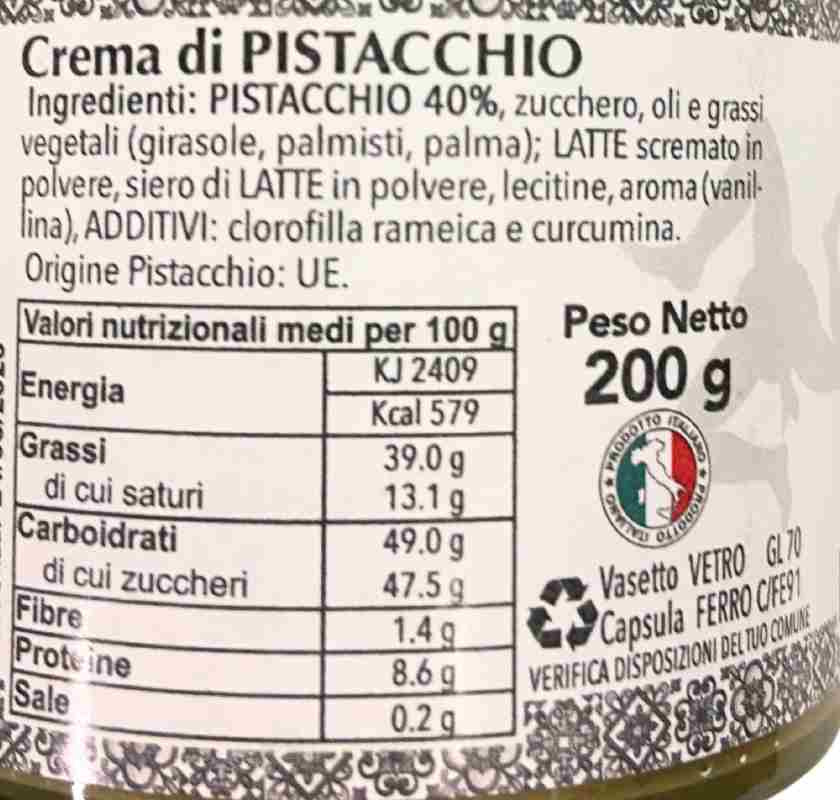 Crema di PISTACCHIO
Ingredienti: PISTACCHIO 40%, zucchero, oli e grassi
vegetali (girasole, palmisti, palma); LATTE scremato in
polvere, siero di LATTE in polvere, lecitine, aroma (vanil-
lina), ADDITIVI: clorofilla rameica e curcumina.
Origine Pistacchio: UE.
Valori nutrizionali medi per 100 g
Energia KJ 2409
Kcal 579
Grassi 39.0 g
di cui saturi 13.1 g
Carboidrati 49.0 g
di cui zuccheri 47.5 g
Fibre 1.4 g
Proteine 8.6 g
Sale 0.2 g
Peso Netto
200 g
PRODOTTO ITALIANO ★ PRODOTTO ITALIANO ★
Vasetto VETRO GL 70
Capsula FERRO C/FE91
VERIFICA DISPOSIZIONI DEL TUO COMUNE